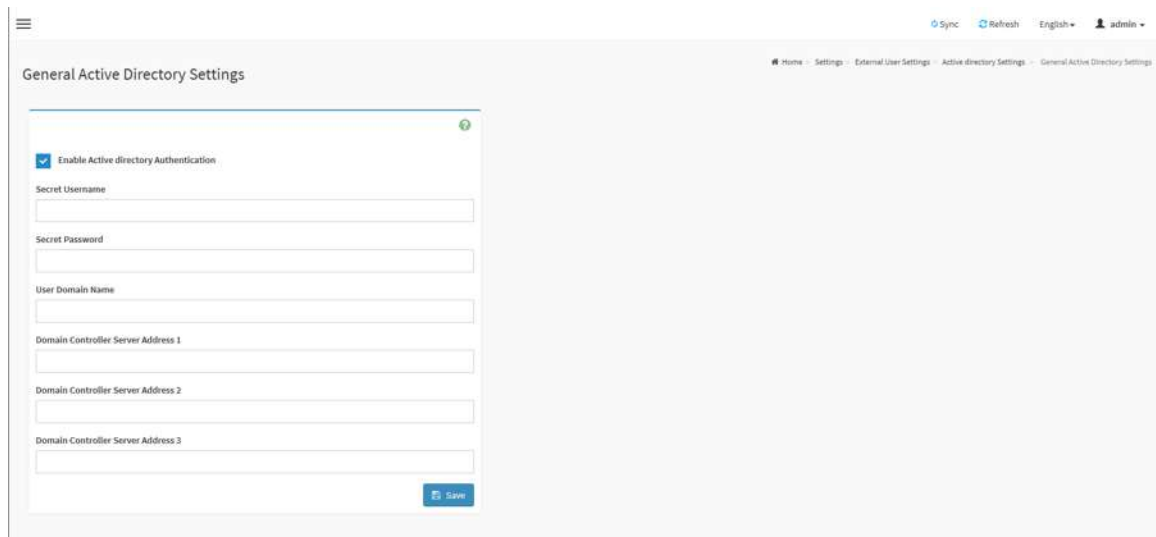 Sync Refresh English admin
Home Settings External User Settings Active directory Settings General Active Directory Settings
General Active Directory Settings
Enable Active directory Authentication
Secret Username
Secret Password
User Domain Name
Domain Controller Server Address 1
Domain Controller Server Address 2
Domain Controller Server Address 3
Save